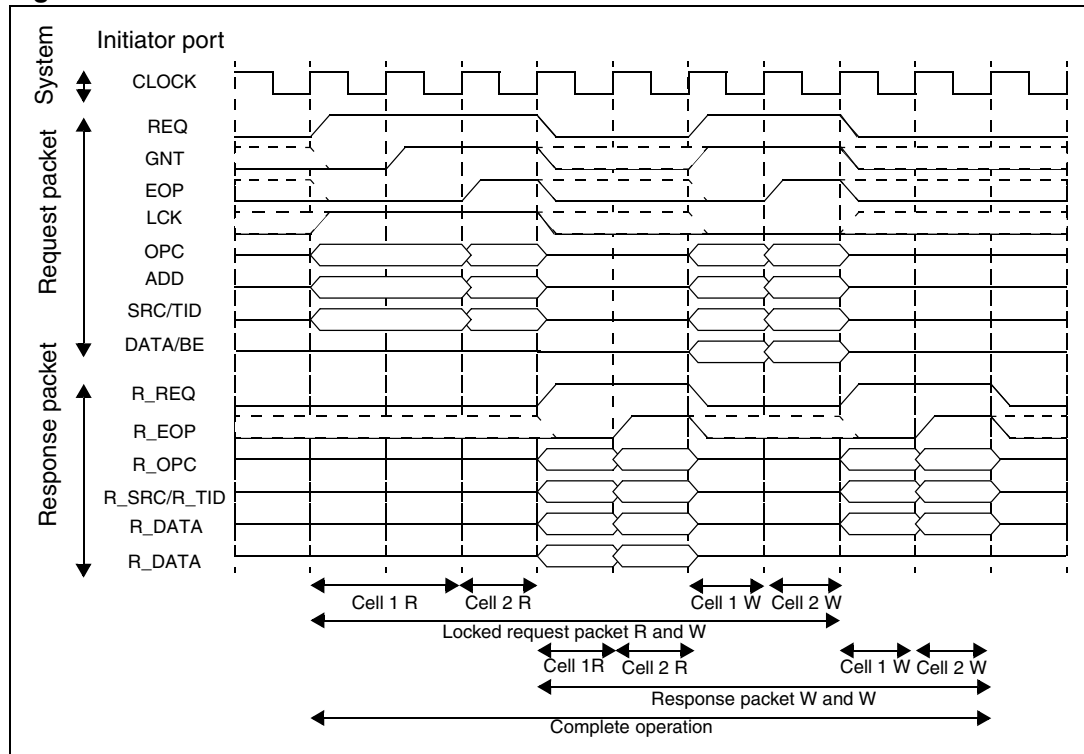 Initiator port
System
CLOCK
Request packet
REQ
GNT
EOP
LCK
OPC
ADD
SRC/TID
DATA/BE
Response packet
R_REQ
R_EOP
R_OPC
R_SRC/R_TID
R_DATA
R_DATA
Cell 1 R Cell 2 R Cell 1 W Cell 2 W
Locked request packet R and W
Cell 1R Cell 2 R Cell 1 W Cell 2 W
Response packet W and W
Complete operation